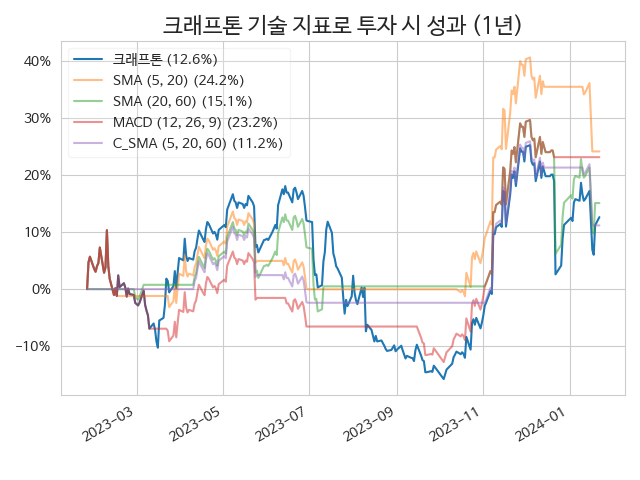 크래프톤 기술 지표로 투자 시 성과 (1년)
크래프톤 (12.6%)
SMA (5, 20) (24.2%)
SMA (20, 60) (15.1%)
MACD (12, 26, 9) (23.2%)
C_SMA (5, 20, 60) (11.2%)
40%
30%
20%
10%
0%
−10%
2023−03
2023−05
2023−07
2023−09
2023−11
2024−01